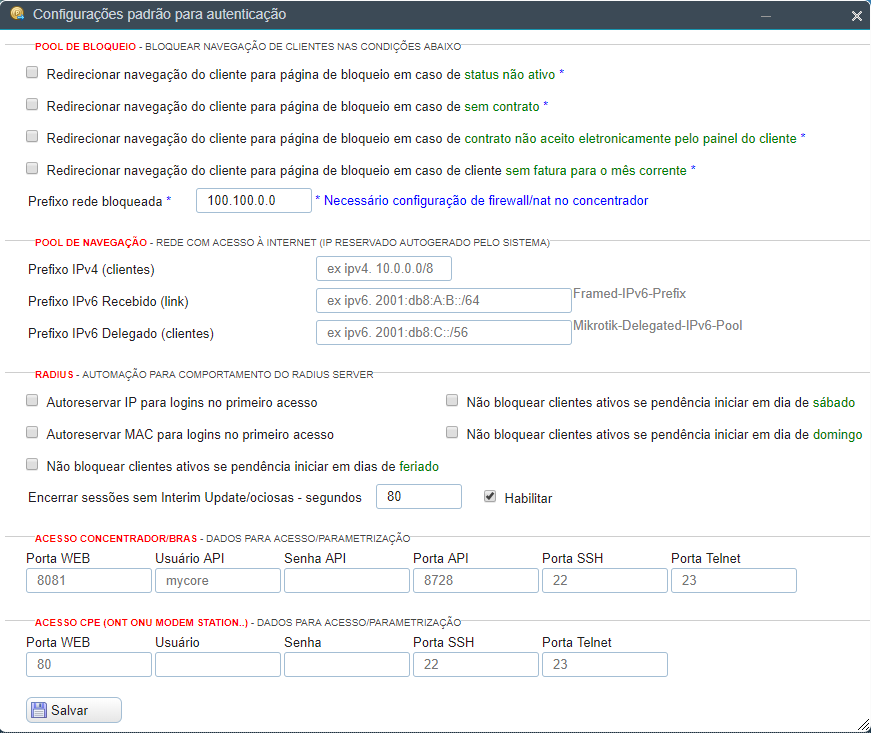 Configurações padrão para autenticação
POOL DE BLOQUEIO - BLOQUEAR NAVEGAÇÃO DE CLIENTES NAS CONDIÇÕES ABAIXO
Redirecionar navegação do cliente para página de bloqueio em caso de status não ativo *
Redirecionar navegação do cliente para página de bloqueio em caso de sem contrato *
Redirecionar navegação do cliente para página de bloqueio em caso de contrato não aceito eletronicamente pelo painel do cliente *
Redirecionar navegação do cliente para página de bloqueio em caso de cliente sem fatura para o mês corrente *
Prefixo rede bloqueada * 100.100.0.0 * Necessário configuração de firewall/nat no concentrador
POOL DE NAVEGAÇÃO - REDE COM ACESSO À INTERNET (IP RESERVADO AUTOGERADO PELO SISTEMA)
Prefixo IPv4 (clientes) ex ipv4. 10.0.0.0/8
Prefixo IPv6 Recebido (link) ex ipv6. 2001:db8:A:B::/64 Framed-IPv6-Prefix
Prefixo IPv6 Delegado (clientes) ex ipv6. 2001:db8:C::/56 Mikrotik-Delegated-IPv6-Pool
RADIUS - AUTOMAÇÃO PARA COMPORTAMENTO DO RADIUS SERVER
Autoreservar IP para logins no primeiro acesso Não bloquear clientes ativos se pendência iniciar em dia de sábado
Autoreservar MAC para logins no primeiro acesso Não bloquear clientes ativos se pendência iniciar em dia de domingo
Não bloquear clientes ativos se pendência iniciar em dias de feriado
Encerrar sessões sem Interim Update/ociosas - segundos 80 Habilitar
ACESSO CONCENTRADOR/BRAS - DADOS PARA ACESSO/PARAMETRIZAÇÃO
Porta WEB Usuário API Senha API Porta API Porta SSH Porta Telnet
8081 mycore 8728 22 23
ACESSO CPE (ONT ONU MODEM STATION..) - DADOS PARA ACESSO/PARAMETRIZAÇÃO
Porta WEB Usuário Senha Porta SSH Porta Telnet
80 22 23
Salvar